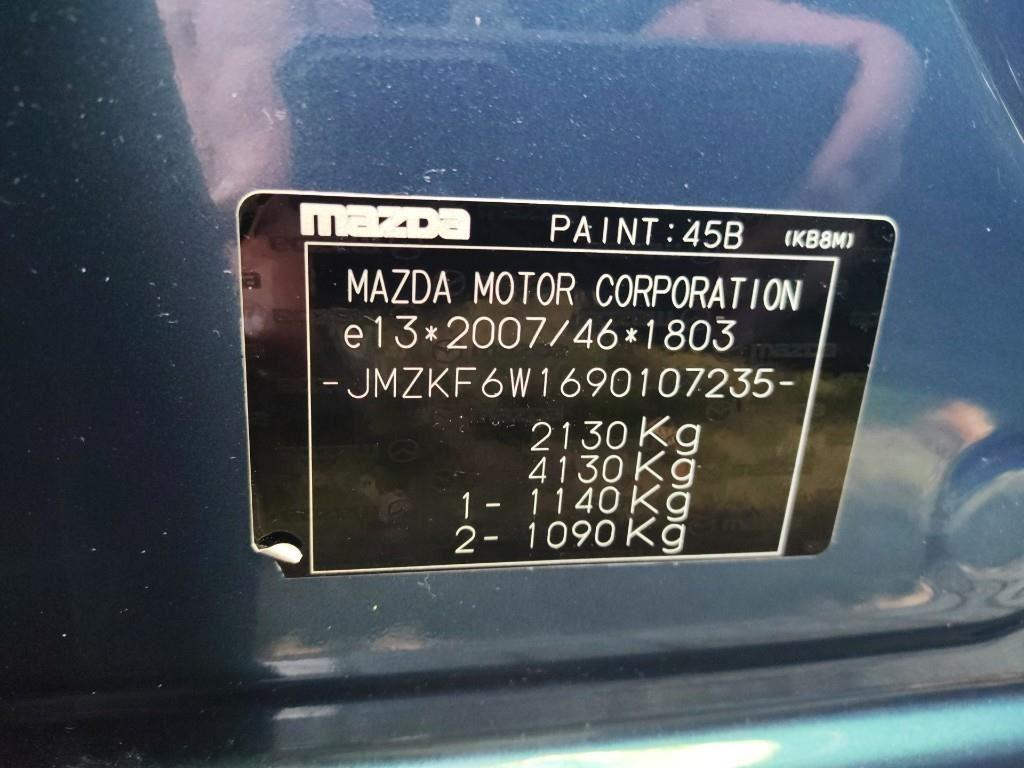 mazda PAINT:45B (KB8M)
MAZDA MOTOR CORPORATION
e13*2007/46*1803
-JMZKF6W1690107235-
2130Kg
4130Kg
1- 1140Kg
2- 1090Kg